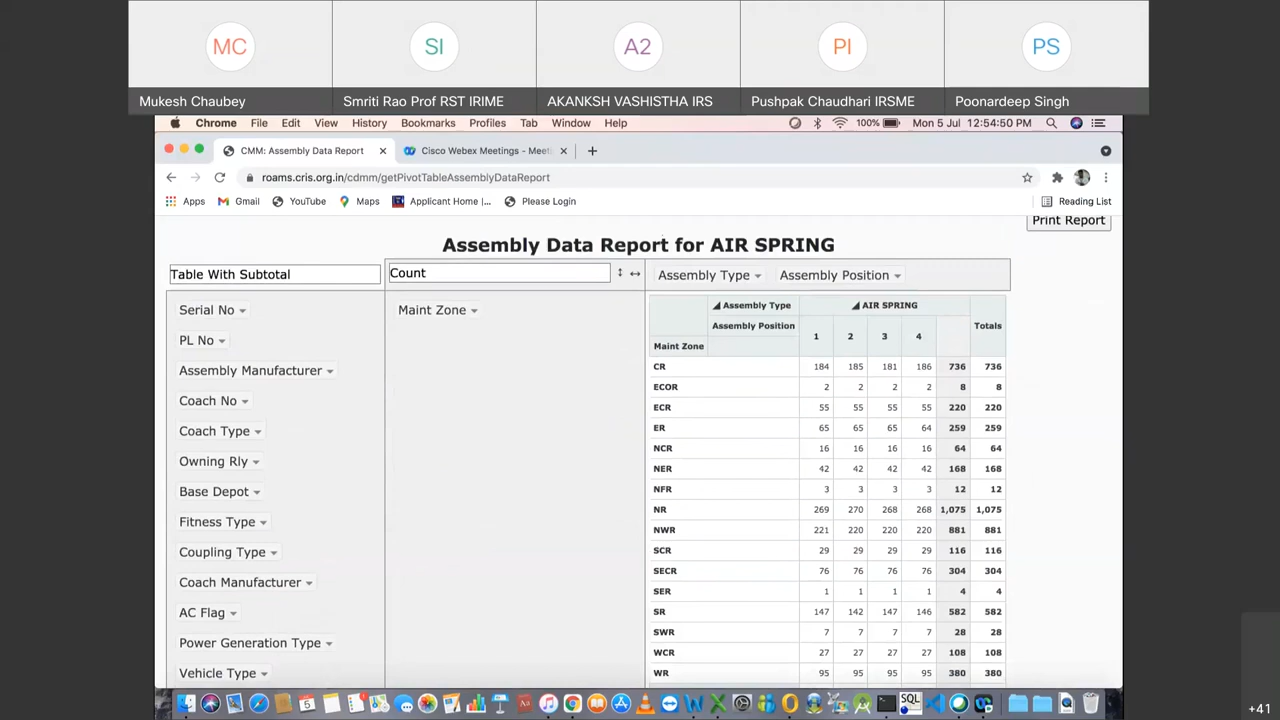 MC SI A2 PI PS
Mukesh Chaubey Smriti Rao Prof RST IRIME AKANKSH VASHISTHA IRS Pushpak Chaudhari IRSME Poonardeep Singh
Chrome File Edit View History Bookmarks Profiles Tab Window Help 100% Mon 5 Jul 12:54:50 PM
CMM: Assembly Data Report Cisco Webex Meetings - Meeti
roams.cris.org.in/cdmm/getPivotTableAssemblyDataReport
Apps Gmail YouTube Maps Applicant Home |... Please Login Reading List
Print Report
Assembly Data Report for AIR SPRING
Table With Subtotal Count Assembly Type Assembly Position
Serial No
PL No
Assembly Manufacturer
Coach No
Coach Type
Owning Rly
Base Depot
Fitness Type
Coupling Type
Coach Manufacturer
AC Flag
Power Generation Type
Vehicle Type
Maint Zone
Assembly Type AIR SPRING Totals
Assembly Position 1 2 3 4
Maint Zone
CR 184 185 181 186 736 736
ECOR 2 2 2 2 8 8
ECR 55 55 55 55 220 220
ER 65 65 65 64 259 259
NCR 16 16 16 16 64 64
NER 42 42 42 42 168 168
NFR 3 3 3 3 12 12
NR 269 270 268 268 1,075 1,075
NWR 221 220 220 220 881 881
SCR 29 29 29 29 116 116
SECR 76 76 76 76 304 304
SER 1 1 1 1 4 4
SR 147 142 147 146 582 582
SWR 7 7 7 7 28 28
WCR 27 27 27 27 108 108
WR 95 95 95 95 380 380
SQL
+41